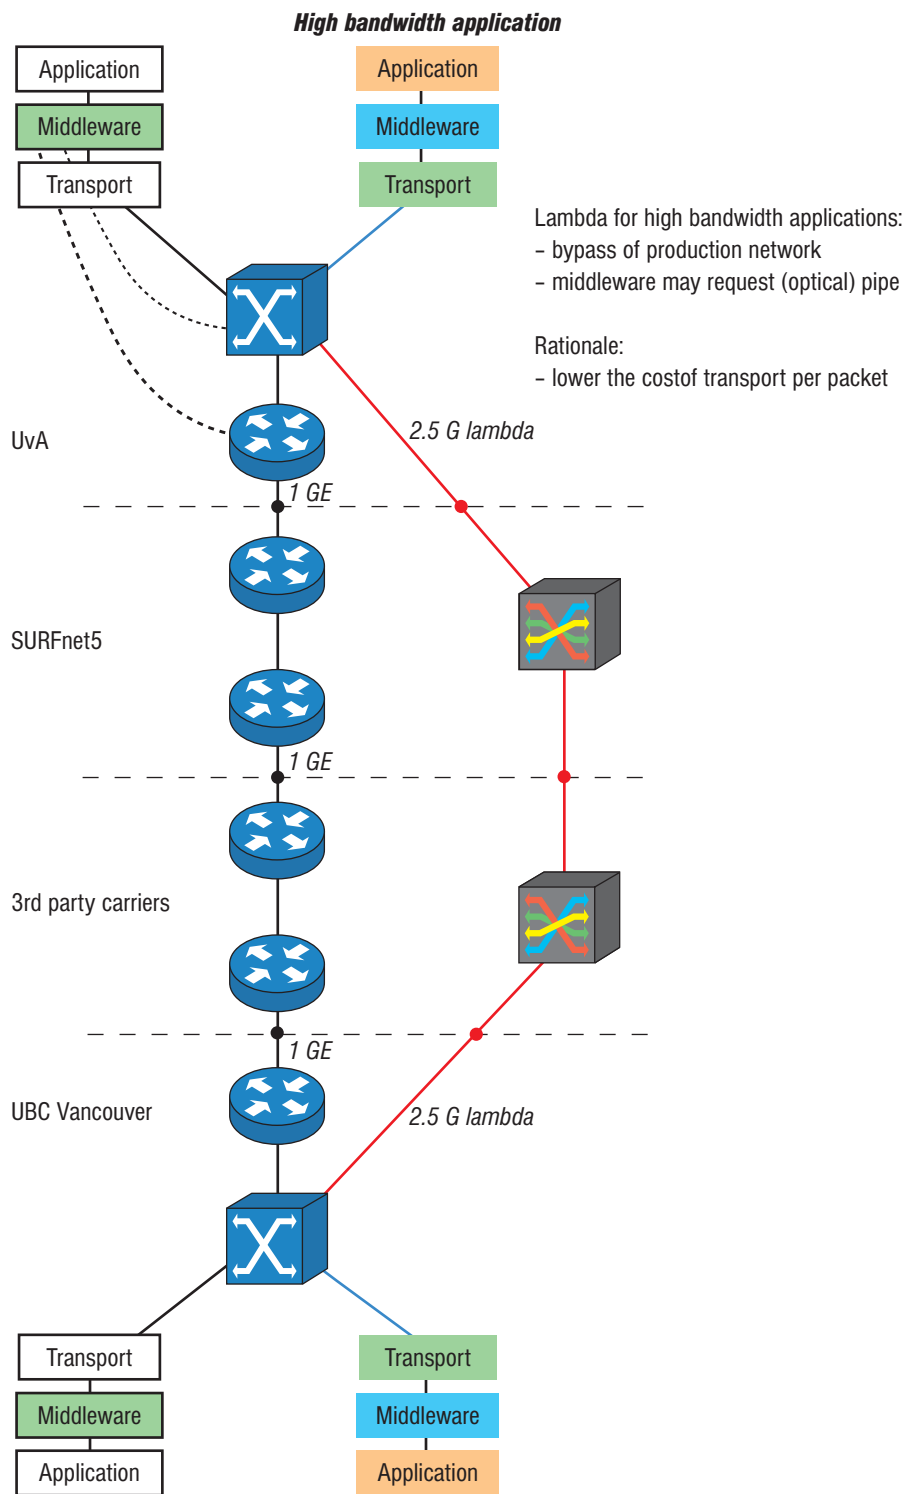 High bandwidth application
Application
Application
Middleware
Middleware
Transport
Transport
Lambda for high bandwidth applications:
– bypass of production network
– middleware may request (optical) pipe
Rationale:
– lower the costof transport per packet
2.5 G lambda
UvA
1 GE
SURFnet5
1 GE
3rd party carriers
1 GE
UBC Vancouver
2.5 G lambda
Transport
Transport
Middleware
Middleware
Application
Application